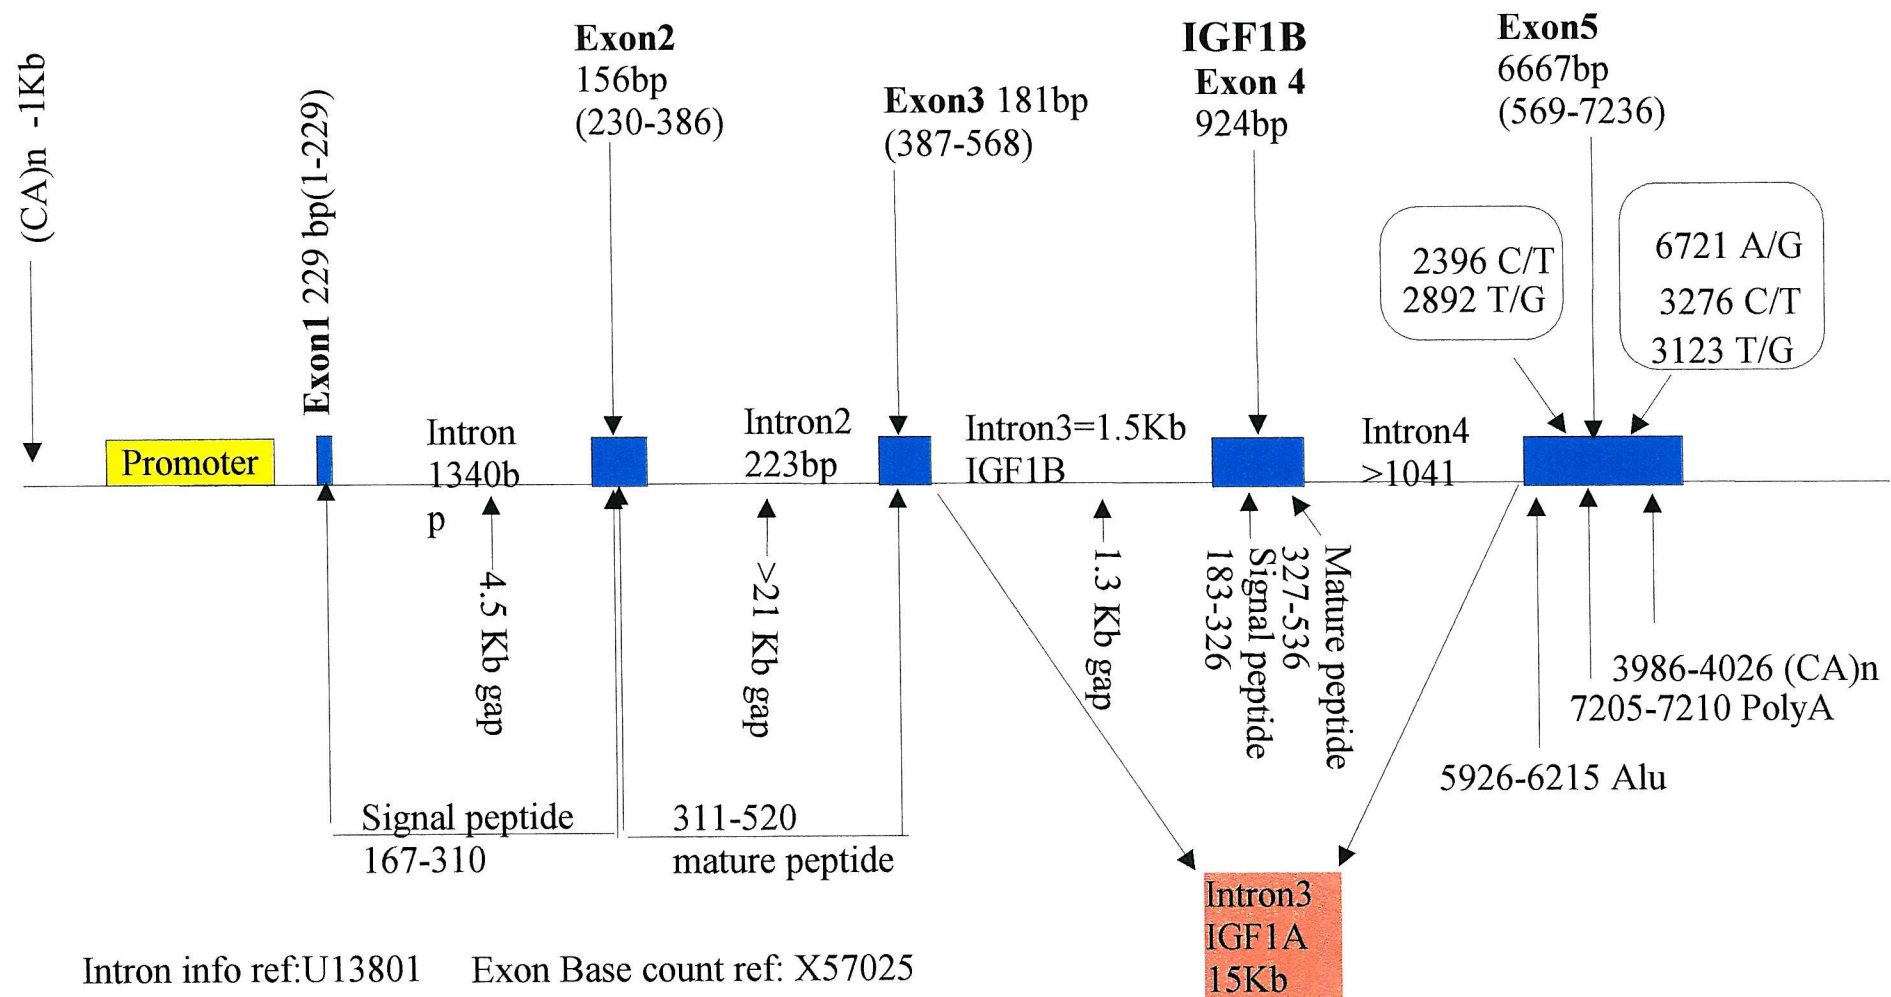 (CA)n -1Kb
Exon1 229 bp(1-229)
Exon2
156bp
(230-386)
Exon3 181bp
(387-568)
IGF1B
Exon 4
924bp
Exon5
6667bp
(569-7236)
2396 C/T
2892 T/G
6721 A/G
3276 C/T
3123 T/G
Promoter
Intron
1340b
p
Intron2
223bp
Intron3=1.5Kb
IGF1B
Intron4
>1041
4.5 Kb gap
>21 Kb gap
1.3 Kb gap
Mature peptide
327-536
Signal peptide
183-326
3986-4026 (CA)n
7205-7210 PolyA
5926-6215 Alu
Signal peptide
167-310
311-520
mature peptide
Intron3
IGF1A
15Kb
Intron info ref:U13801 Exon Base count ref: X57025